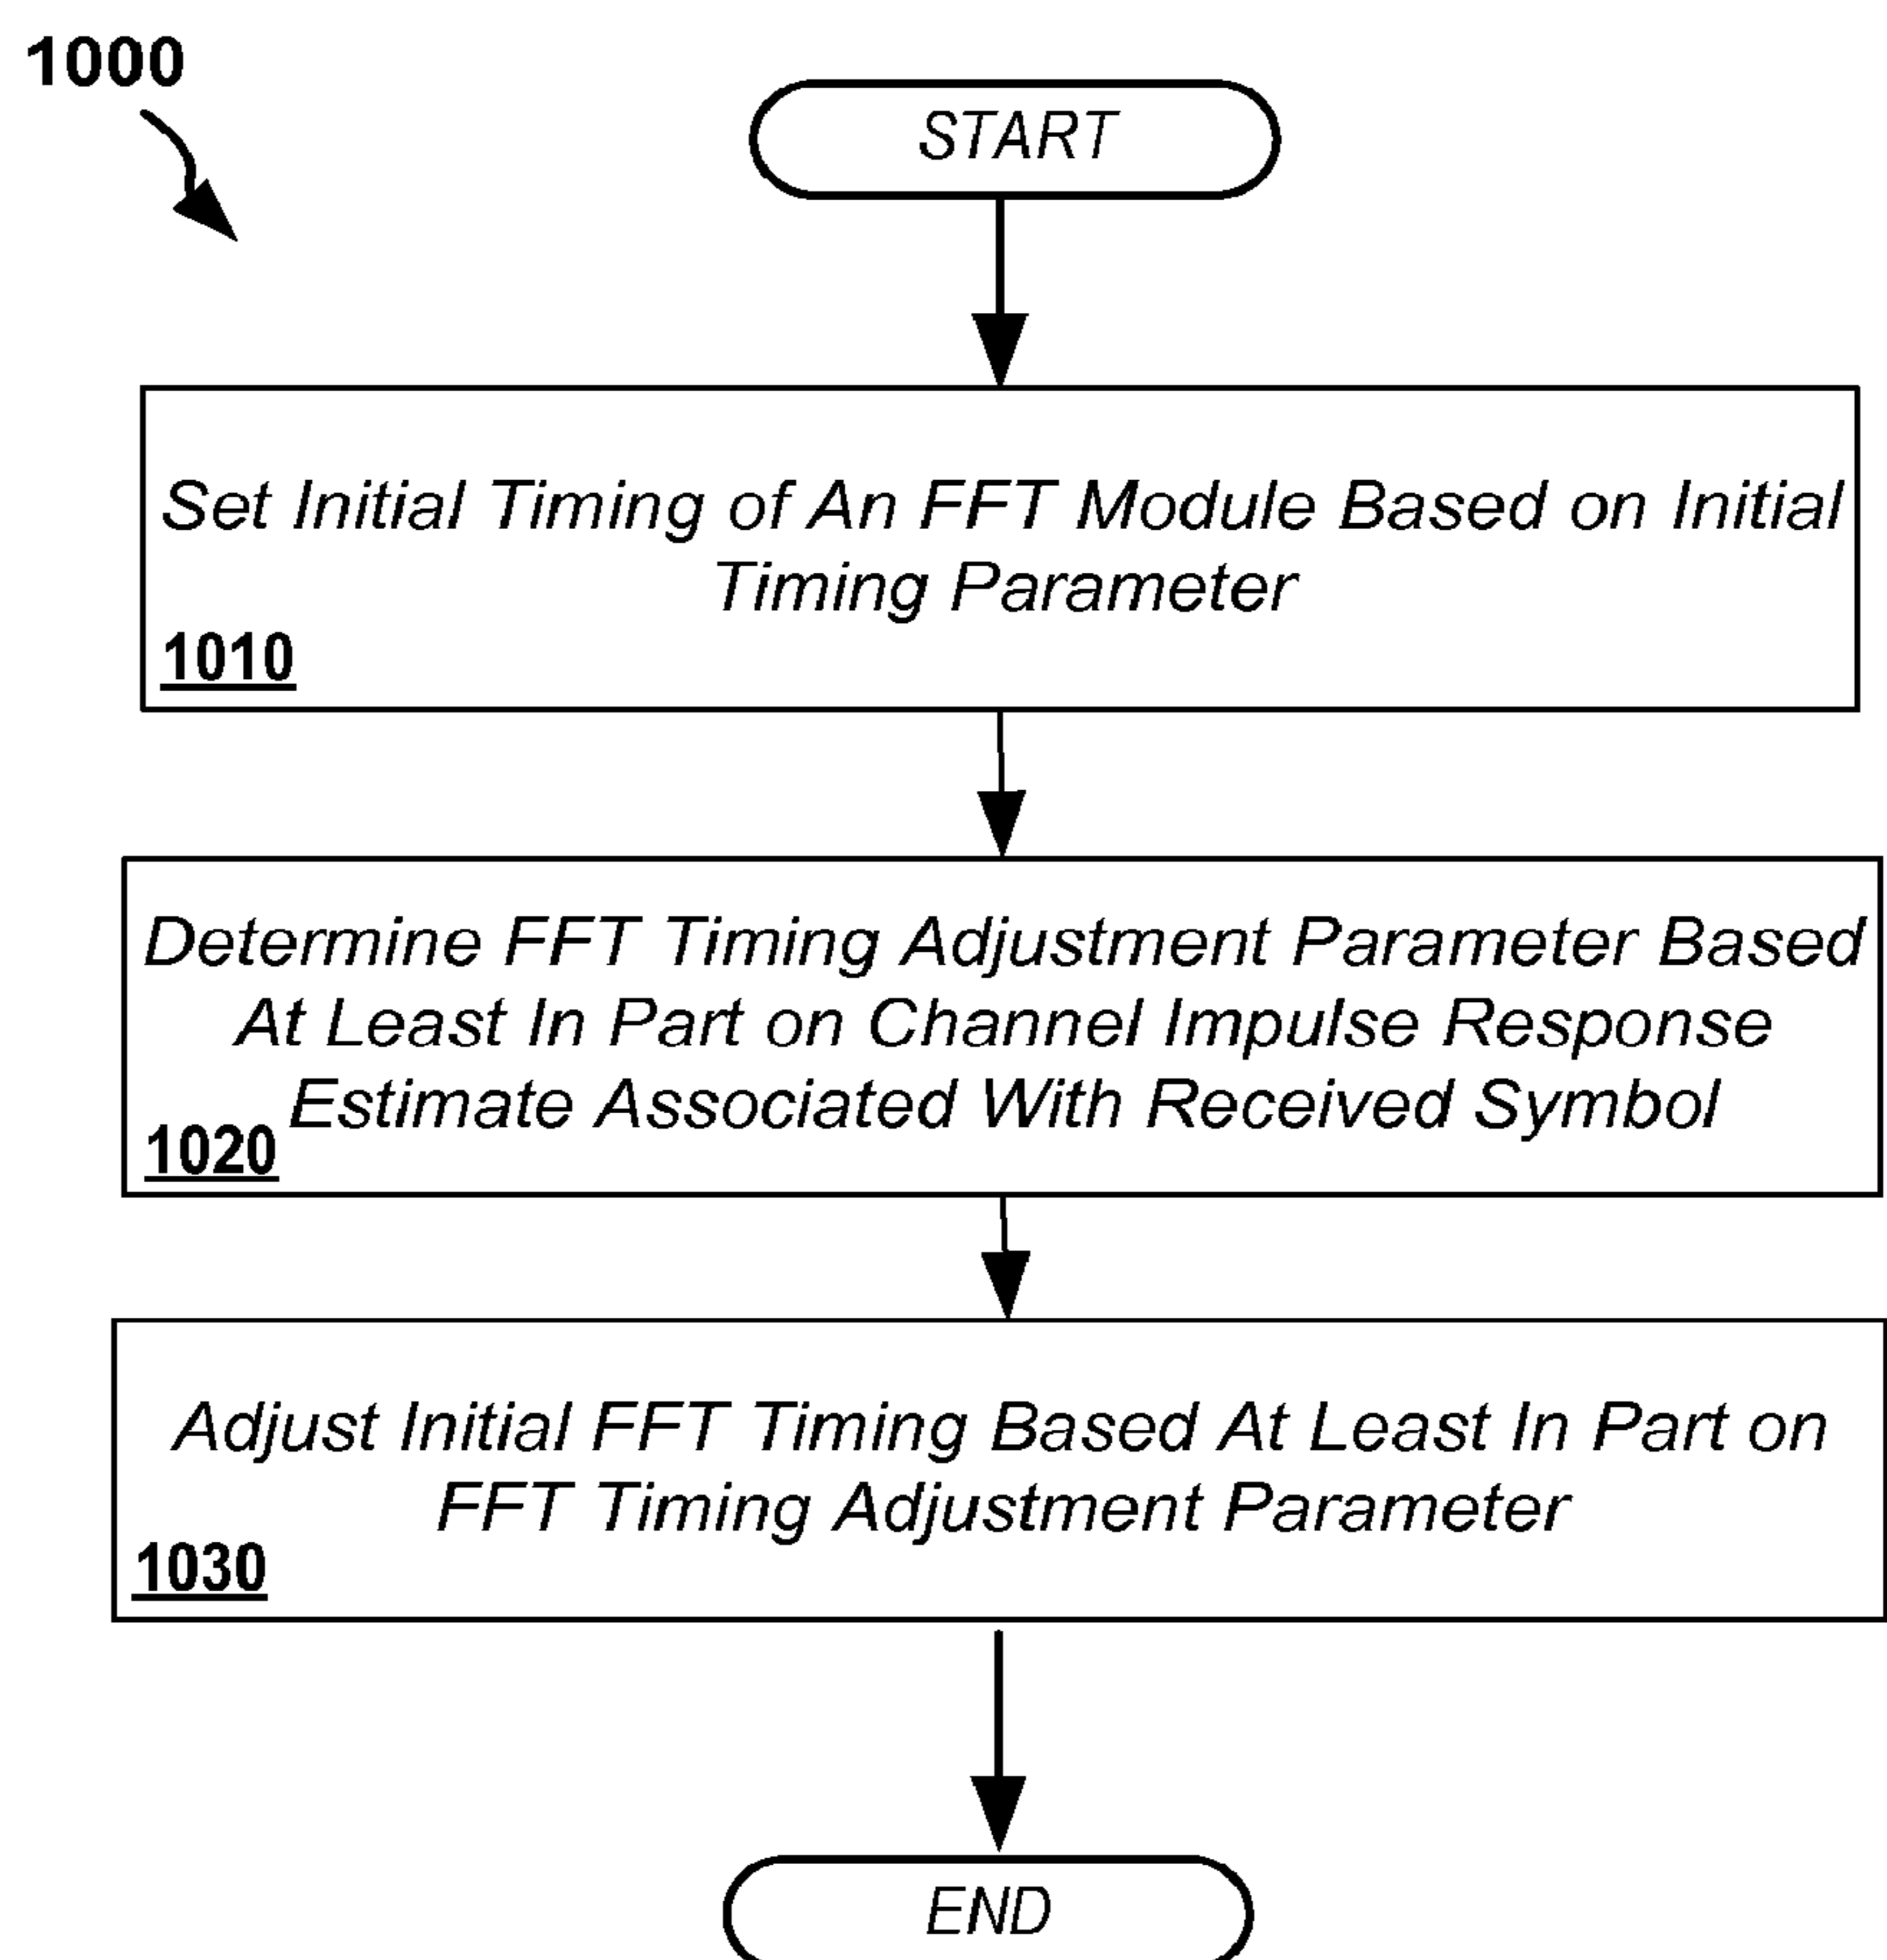 1000
START
Set Initial Timing of An FFT Module Based on Initial
Timing Parameter
1010
Determine FFT Timing Adjustment Parameter Based
At Least In Part on Channel Impulse Response
Estimate Associated With Received Symbol
1020
Adjust Initial FFT Timing Based At Least In Part on
FFT Timing Adjustment Parameter
1030
END